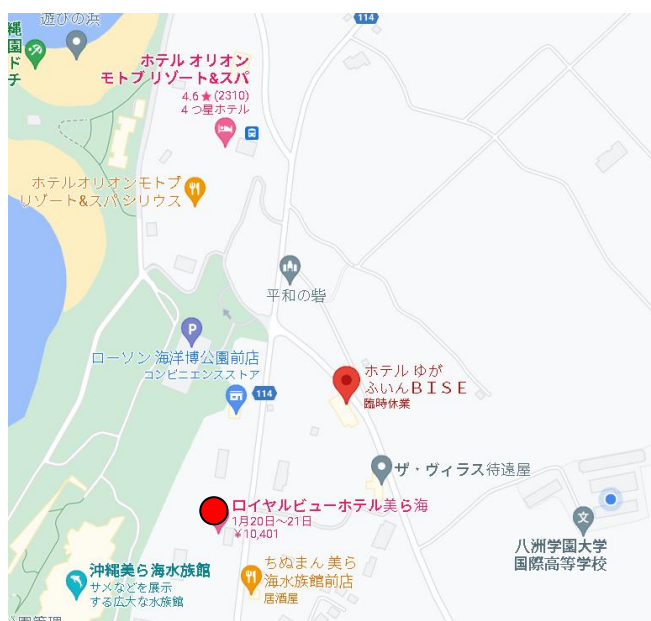 遊びの浜
縄
園
ド
チ
114
ホテル オリオン
モトブ リゾート&スパ
4.6★(2310)
4 つ星ホテル
ホテルオリオンモトブ
リゾート&スパ シリウス
平和の砦
P
ローソン 海洋博公園前店
コンビニエンスストア
114
ホテル ゆが
ふいんBISE
臨時休業
ザ・ヴィラス待遠屋
ロイヤルビューホテル美ら海
1月20日~21日
¥10,401
文
八洲学園大学
国際高等学校
ちぬまん 美ら
海水族館前店
居酒屋
沖縄美ら海水族館
サメなどを展示
する広大な水族館